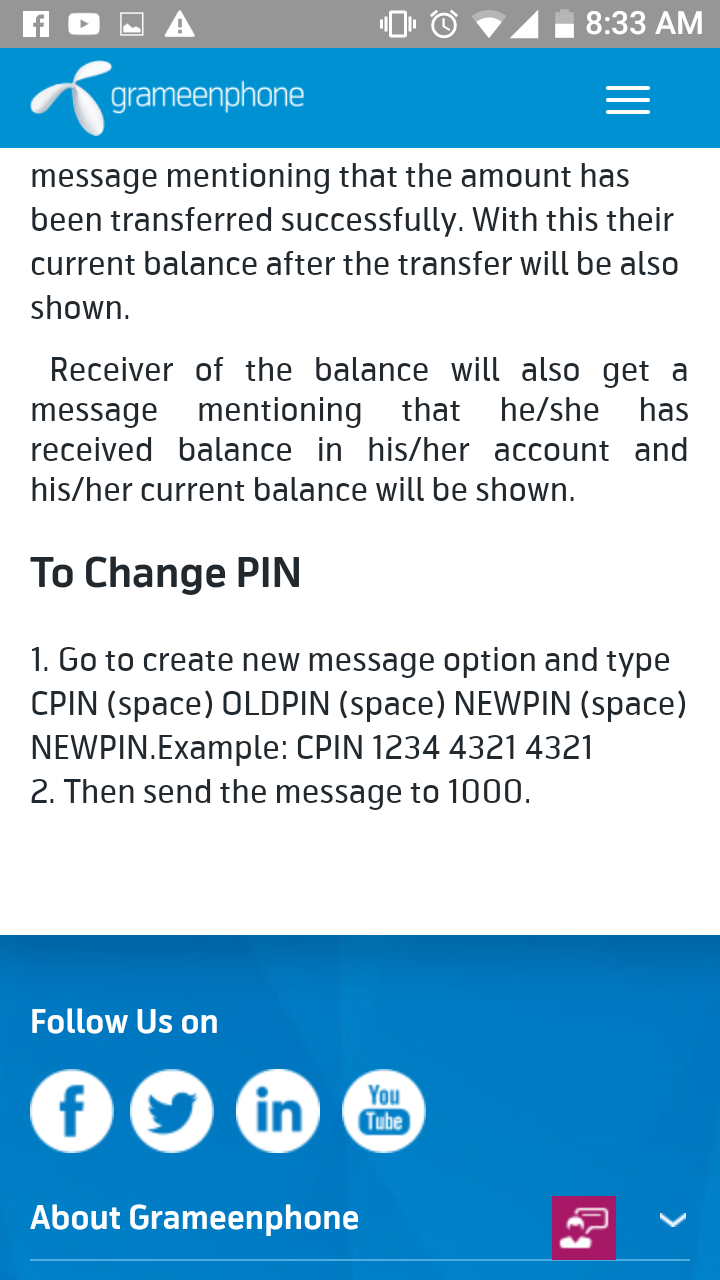 8:33 AM
grameenphone
message mentioning that the amount has
been transferred successfully. With this their
current balance after the transfer will be also
shown.
Receiver of the balance will also get a
message mentioning that he/she has
received balance in his/her account and
his/her current balance will be shown.
To Change PIN
1. Go to create new message option and type
CPIN (space) OLDPIN (space) NEWPIN (space)
NEWPIN.Example: CPIN 1234 4321 4321
2. Then send the message to 1000.
Follow Us on
f
in
You
Tube
About Grameenphone